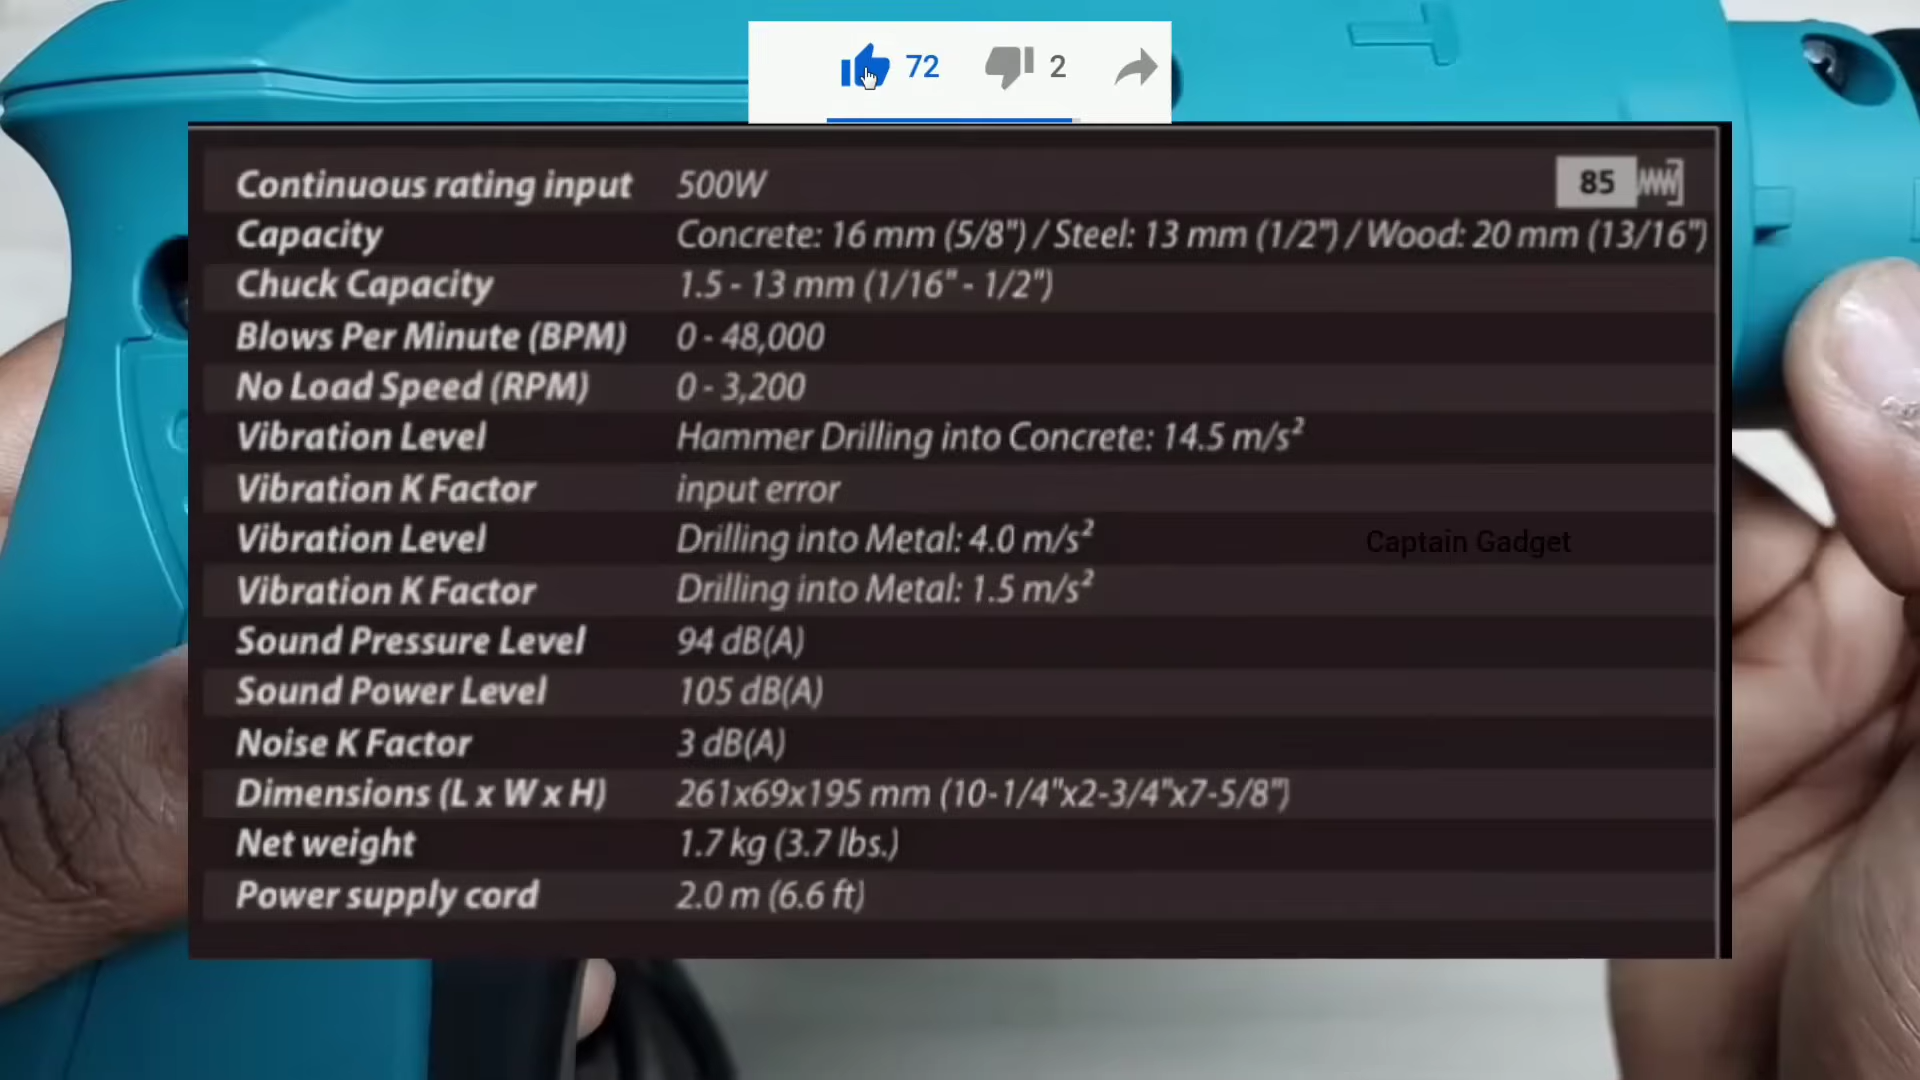 72 2
Continuous rating input 500W 85
Capacity Concrete: 16 mm (5/8") / Steel: 13 mm (1/2") / Wood: 20 mm (13/16")
Chuck Capacity 1.5 - 13 mm (1/16" - 1/2")
Blows Per Minute (BPM) 0 - 48,000
No Load Speed (RPM) 0 - 3,200
Vibration Level Hammer Drilling into Concrete: 14.5 m/s²
Vibration K Factor input error
Vibration Level Drilling into Metal: 4.0 m/s²
Captain Gadget
Vibration K Factor Drilling into Metal: 1.5 m/s²
Sound Pressure Level 94 dB(A)
Sound Power Level 105 dB(A)
Noise K Factor 3 dB(A)
Dimensions (L x W x H) 261x69x195 mm (10-1/4"x2-3/4"x7-5/8")
Net weight 1.7 kg (3.7 lbs.)
Power supply cord 2.0 m (6.6 ft)